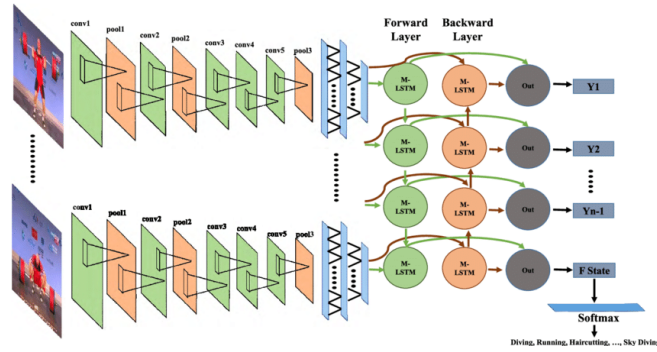 Forward Layer
Backward Layer
conv1
pool1
conv2
pool2
conv3
conv4
conv5
pool3
M-LSTM
M-LSTM
Out
Y1
M-LSTM
M-LSTM
Out
Y2
M-LSTM
M-LSTM
Out
Yn-1
conv1
pool1
conv2
pool2
conv3
conv4
conv5
pool3
M-LSTM
M-LSTM
Out
F State
Softmax
Diving, Running, Haircutting, ..., Sky Diving